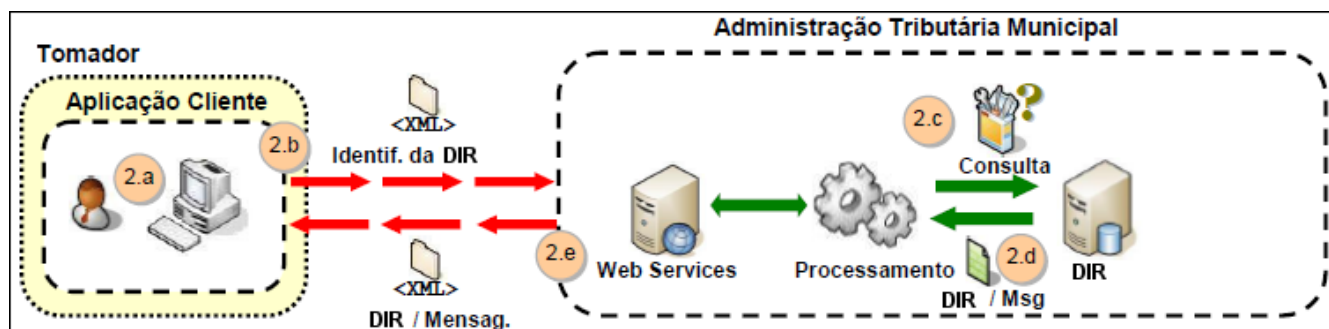 Administração Tributária Municipal
Tomador
Aplicação Cliente
2.a
2.b
<XML>
Identif. da DIR
2.c
Consulta
2.e
Web Services
Processamento
2.d
DIR / Msg
DIR
<XML>
DIR / Mensag.